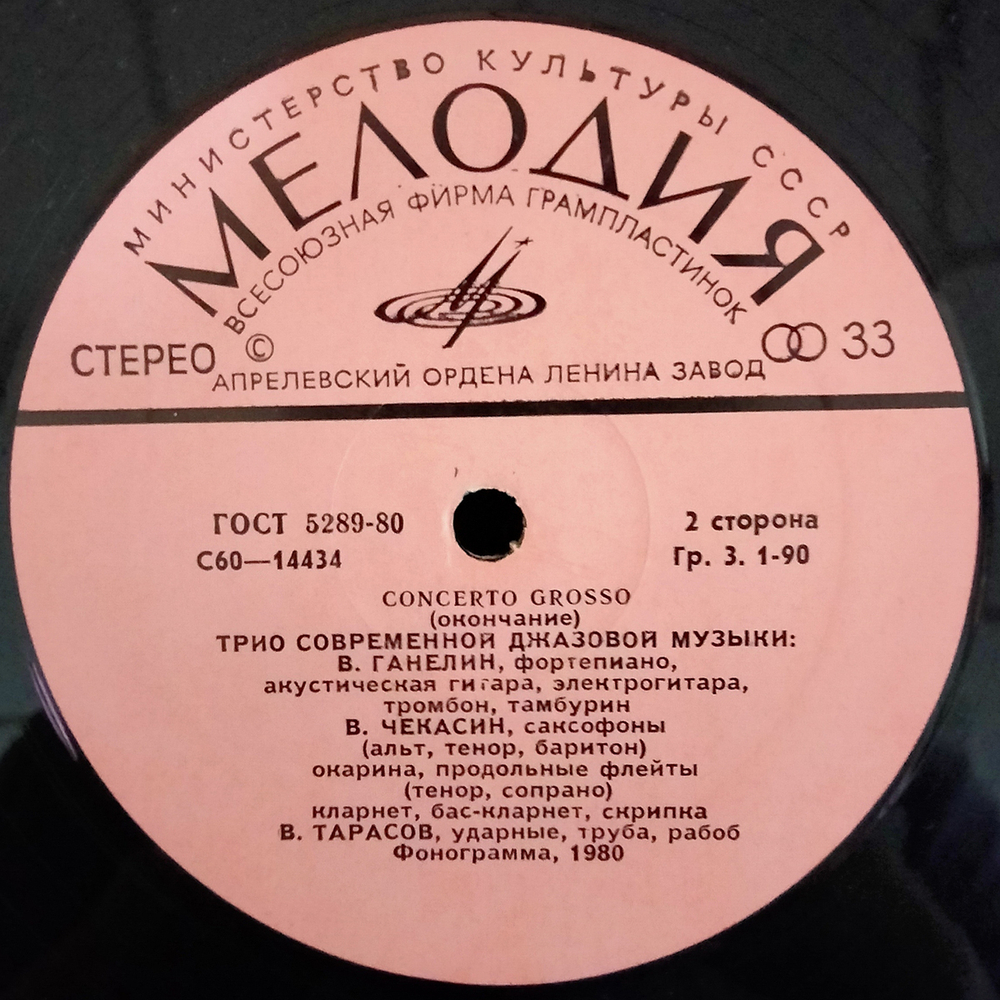 МИНИСТЕРСТВО КУЛЬТУРЫ СССР
МЕЛОДИЯ
ВСЕСОЮЗНАЯ ФИРМА ГРАМПЛАСТИНОК
СТЕРЕО © 33
АПРЕЛЕВСКИЙ ОРДЕНА ЛЕНИНА ЗАВОД
ГОСТ 5289-80 2 сторона
С60—14434 Гр. 3. 1-90
CONCERTO GROSSO
(окончание)
ТРИО СОВРЕМЕННОЙ ДЖАЗОВОЙ МУЗЫКИ:
В. ГАНЕЛИН, фортепиано,
акустическая гитара, электрогитара,
тромбон, тамбурин
В. ЧЕКАСИН, саксофоны
(альт, тенор, баритон)
окарина, продольные флейты
(тенор, сопрано)
кларнет, бас-кларнет, скрипка
В. ТАРАСОВ, ударные, труба, рабоб
Фонограмма, 1980